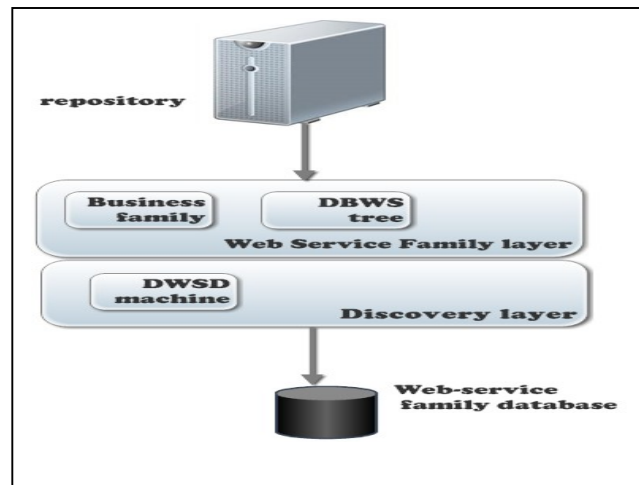 repository
Business
family
DBWS
tree
Web Service Family layer
DWSD
machine
Discovery layer
Web-service
family database